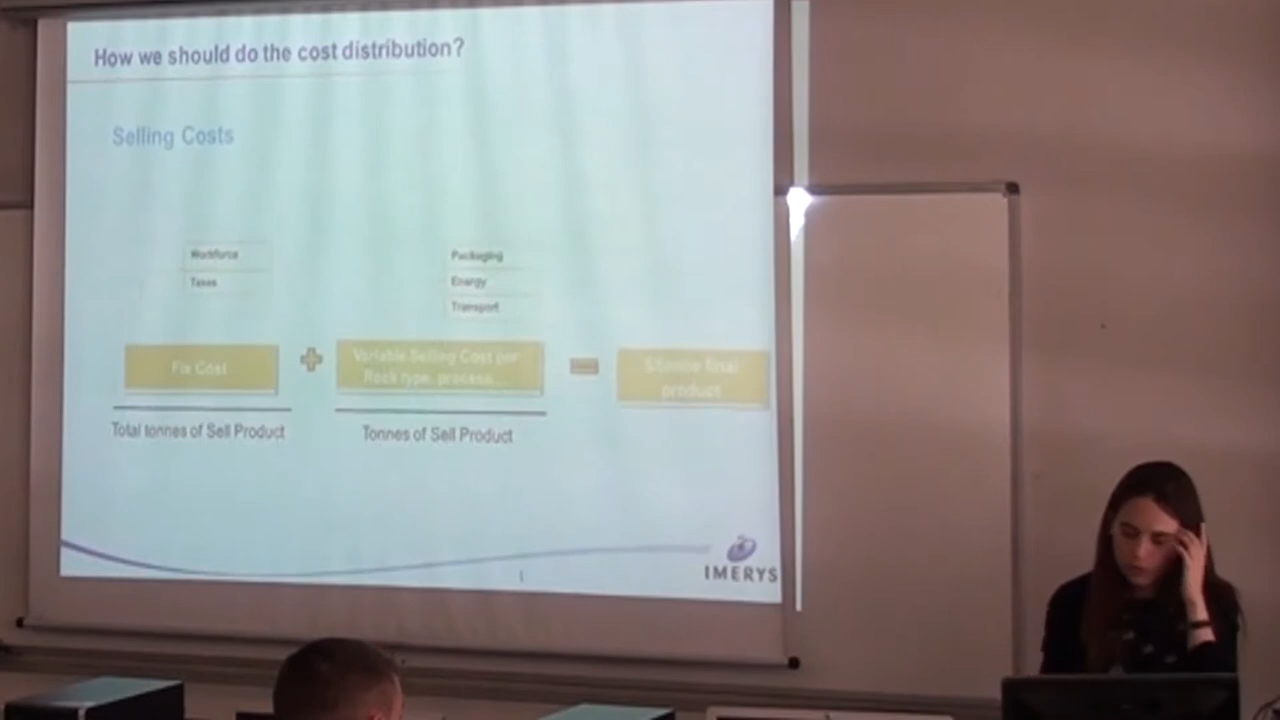 How we should do the cost distribution?
Selling Costs
Workforce
Taxes
Packaging
Energy
Transport
Fix Cost
Variable Selling Cost per
Rock type, process...
final
product
Total tonnes of Sell Product
Tonnes of Sell Product
IMERYS